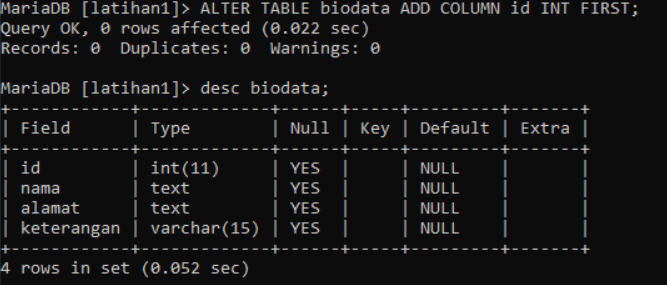 MariaDB [latihan1]> ALTER TABLE biodata ADD COLUMN id INT FIRST;
Query OK, 0 rows affected (0.022 sec)
Records: 0  Duplicates: 0  Warnings: 0

MariaDB [latihan1]> desc biodata;
+------------+-------------+------+-----+---------+-------+
| Field      | Type        | Null | Key | Default | Extra |
+------------+-------------+------+-----+---------+-------+
| id         | int(11)     | YES  |     | NULL    |       |
| nama       | text        | YES  |     | NULL    |       |
| alamat     | text        | YES  |     | NULL    |       |
| keterangan | varchar(15) | YES  |     | NULL    |       |
+------------+-------------+------+-----+---------+-------+
4 rows in set (0.052 sec)